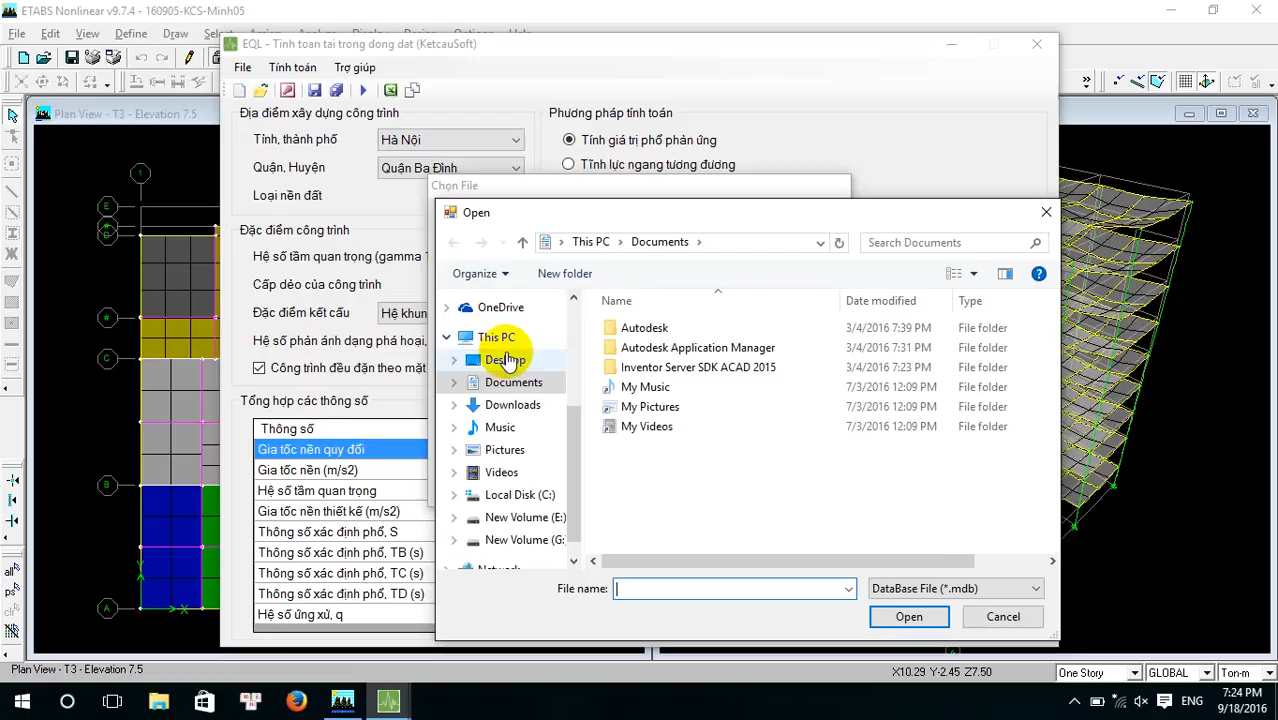 ETABS Nonlinear v9.7.4 - 160905-KCS-Minh05
File Edit View Define Draw
EQL - Tinh toan tai trong dong dat (KetcauSoft)
File Tính toán Trợ giúp
Plan View - T3 - Elevation 7.5
Địa điểm xây dựng công trình
Tỉnh, thành phố
Hà Nội
Quận, Huyện
Quận Ba Đình
Loại nền đất
Phương pháp tính toán
Tính giá trị phổ phản ứng
Tĩnh lực ngang tương đương
Đặc điểm công trình
Hệ số tầm quan trọng (gamma 1
Cấp dẻo của công trình
Đặc điểm kết cấu
Hệ khun
Hệ số phản ánh dạng phá hoại,
Công trình đều đặn theo mặt
Tổng hợp các thông số
Thông số
Gia tốc nền quy đổi
Gia tốc nền (m/s2)
Hệ số tầm quan trọng
Gia tốc nền thiết kế (m/s2)
Thông số xác định phổ, S
Thông số xác định phổ, TB (s)
Thông số xác định phổ, TC (s)
Thông số xác định phổ, TD (s)
Hệ số ứng xử, q
Chọn File
Open
This PC
Documents
Search Documents
Organize
New folder
OneDrive
This PC
Desktop
Documents
Downloads
Music
Pictures
Videos
Local Disk (C:)
New Volume (E:)
New Volume (G:
Network
Name Date modified Type
Autodesk 3/4/2016 7:39 PM File folder
Autodesk Application Manager 3/4/2016 7:31 PM File folder
Inventor Server SDK ACAD 2015 3/4/2016 7:23 PM File folder
My Music 7/3/2016 12:09 PM File folder
My Pictures 7/3/2016 12:09 PM File folder
My Videos 7/3/2016 12:09 PM File folder
File name:
DataBase File (*.mdb)
Open
Cancel
1
E
D
C
B
A
X
Y
all
ps
clr
Plan View - T3 - Elevation 7.5
X10.29 Y-2.45 Z7.50
One Story
GLOBAL
Ton-m
ENG
7:24 PM
9/18/2016